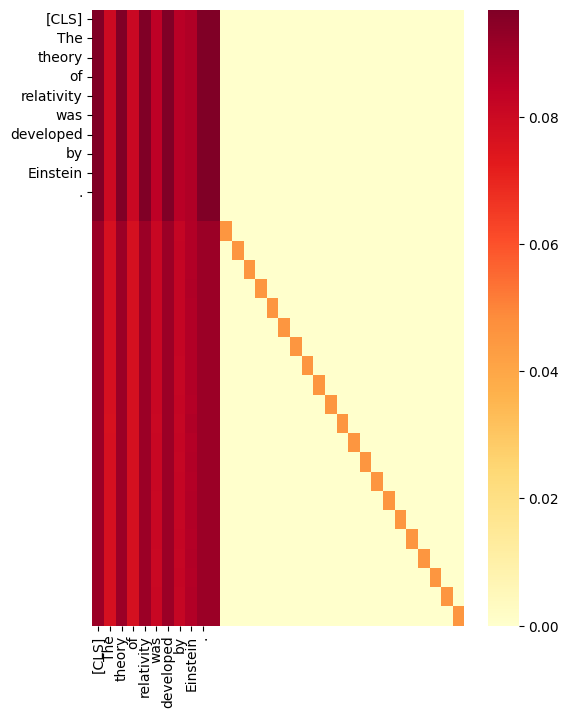 [CLS]
The
theory
of
relativity
was
developed
by
Einstein
.
0.08
0.06
0.04
0.02
0.00
[CLS]
The
theory
of
relativity
was
developed
by
Einstein
.